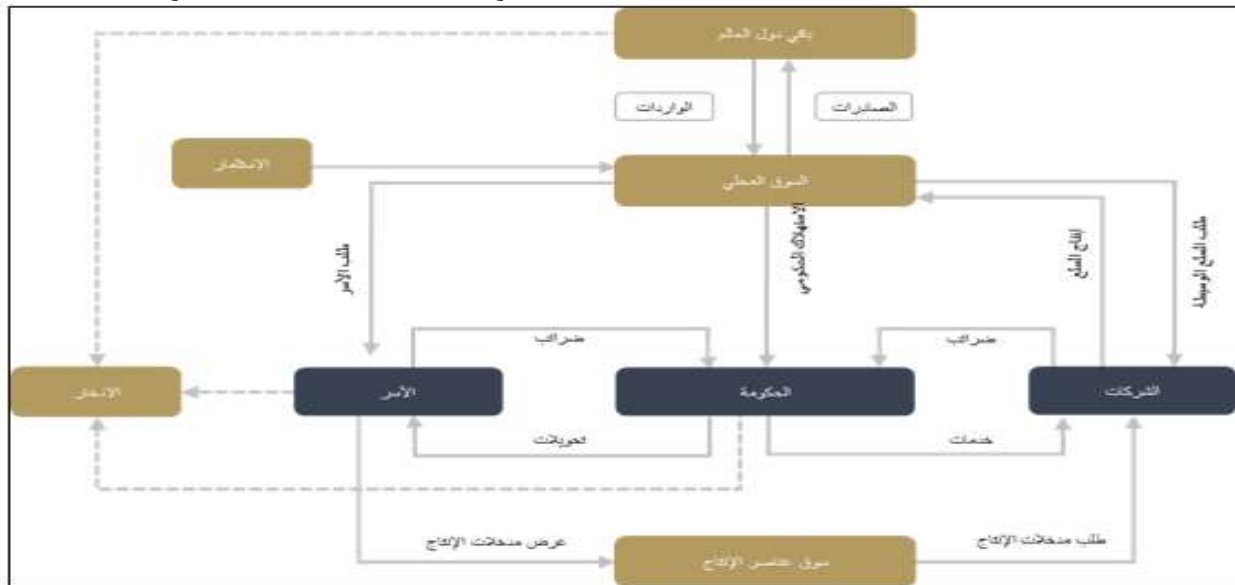 باقي دول العالم
الواردات
الصادرات
الاستثمار
السوق المحلي
طلب الأسر
الاستهلاك الحكومي
إنتاج السلع
طلب السلع الوسيطة
ضرائب
ضرائب
الادخار
الأسر
الحكومة
الشركات
تحويلات
خدمات
عرض مدخلات الإنتاج
سوق عناصر الإنتاج
طلب مدخلات الإنتاج